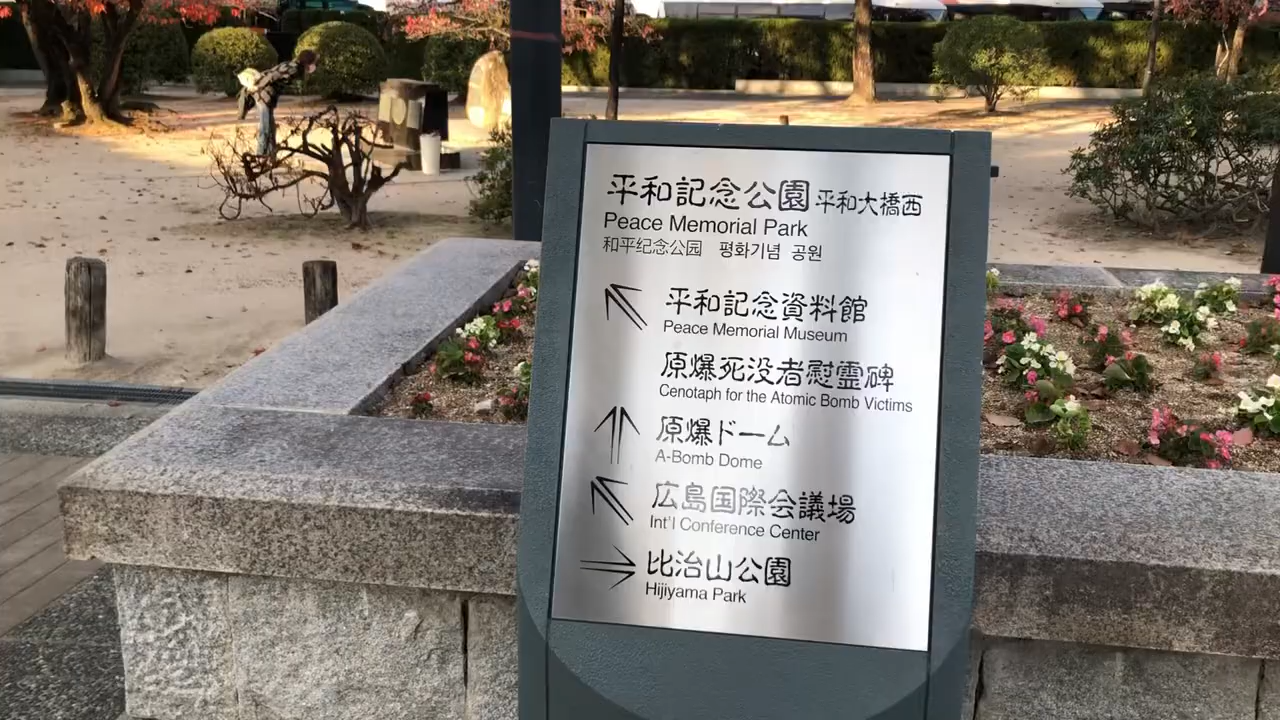 平和記念公園 平和大橋西
Peace Memorial Park
和平纪念公园 평화기념 공원
平和記念資料館
Peace Memorial Museum
原爆死没者慰霊碑
Cenotaph for the Atomic Bomb Victims
原爆ドーム
A-Bomb Dome
広島国際会議場
Int'l Conference Center
比治山公園
Hijiyama Park